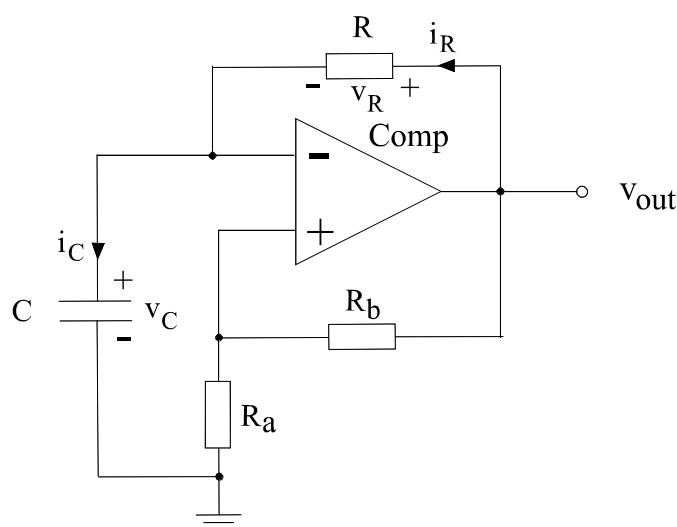 R
i_R
- v_R +
Comp
-
+
v_out
i_C
+
C
v_C
-
R_b
R_a